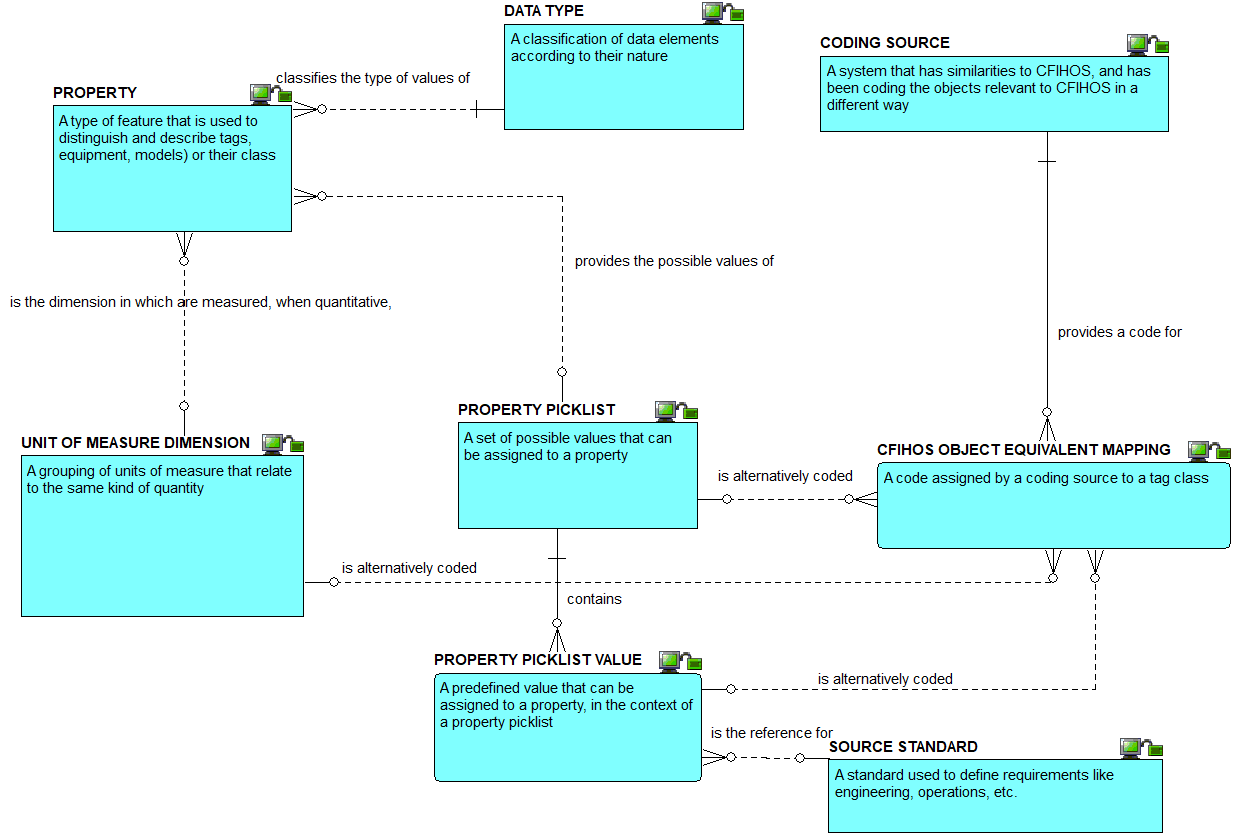 DATA TYPE
A classification of data elements
according to their nature
CODING SOURCE
A system that has similarities to CFIHOS, and has
been coding the objects relevant to CFIHOS in a
different way
classifies the type of values of
PROPERTY
A type of feature that is used to
distinguish and describe tags,
equipment, models) or their class
provides the possible values of
is the dimension in which are measured, when quantitative,
provides a code for
PROPERTY PICKLIST
A set of possible values that can
be assigned to a property
UNIT OF MEASURE DIMENSION
A grouping of units of measure that relate
to the same kind of quantity
CFIHOS OBJECT EQUIVALENT MAPPING
A code assigned by a coding source to a tag class
is alternatively coded
is alternatively coded
contains
PROPERTY PICKLIST VALUE
A predefined value that can be
assigned to a property, in the context of
a property picklist
is alternatively coded
is the reference for
SOURCE STANDARD
A standard used to define requirements like
engineering, operations, etc.